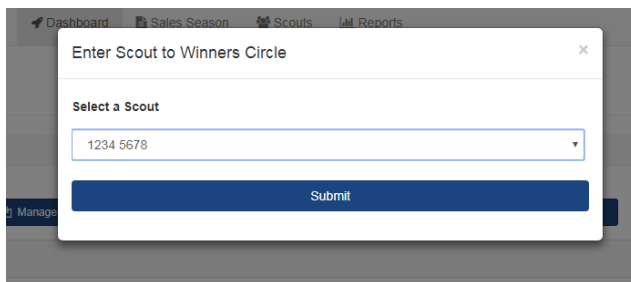 Dashboard Sales Season Scouts Reports
Enter Scout to Winners Circle ×
Select a Scout
1234 5678
Submit
Manage